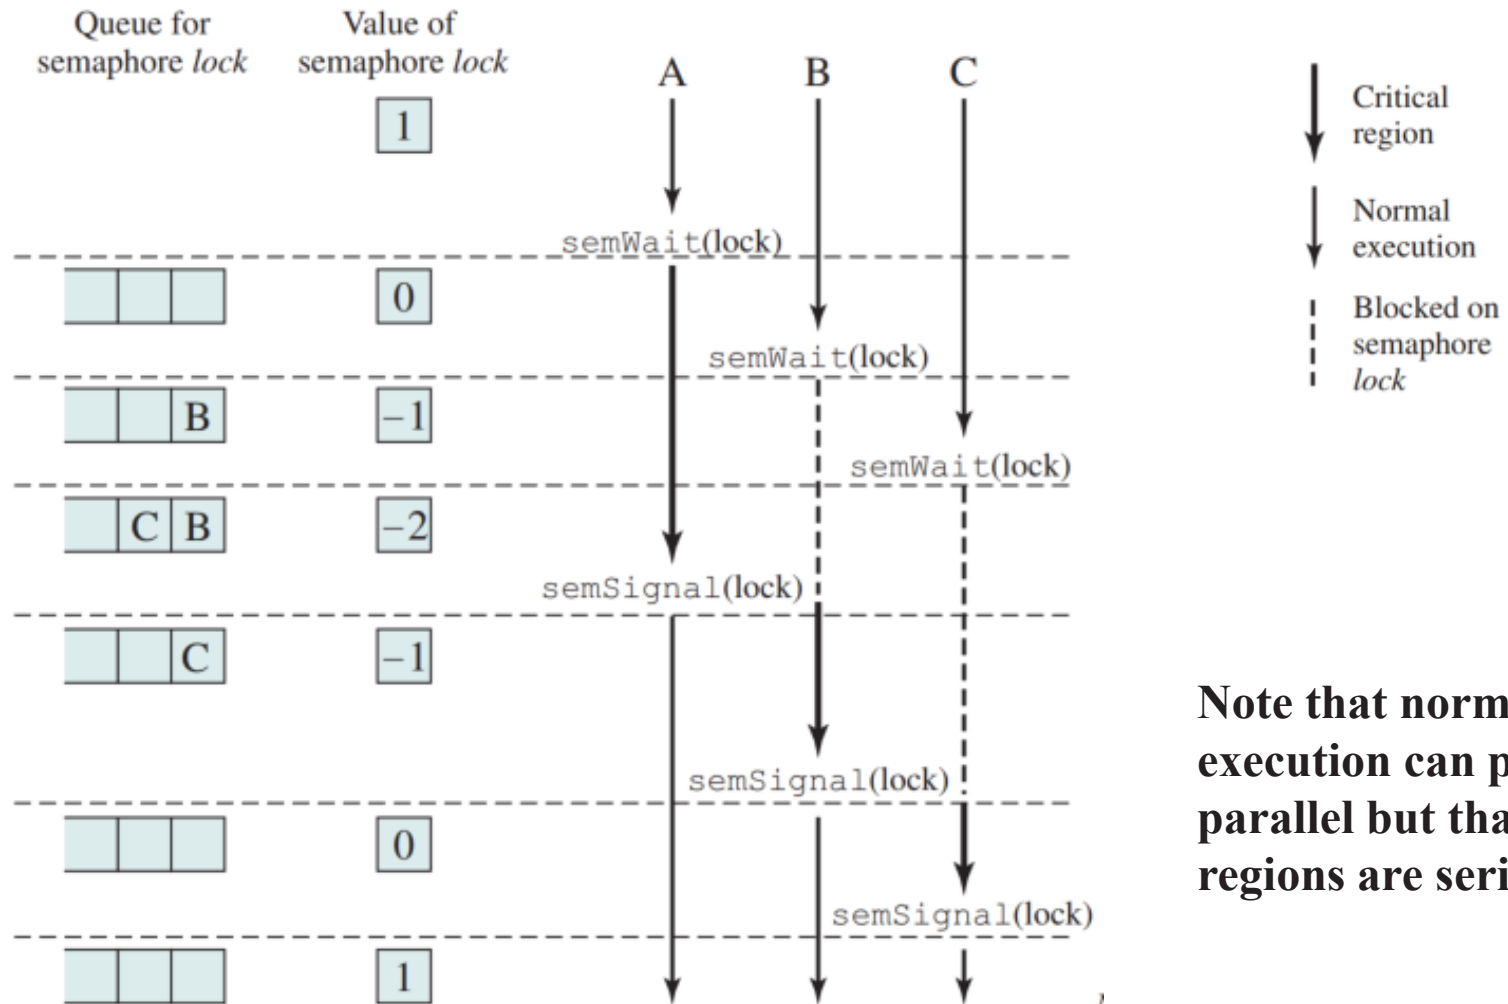 Queue for
semaphore lock
Value of
semaphore lock
A B C
1
semWait(lock)
0
semWait(lock)
B −1
semWait(lock)
C B −2
semSignal(lock)
C −1
semSignal(lock)
0
semSignal(lock)
1
Critical
region
Normal
execution
Blocked on
semaphore
lock
Note that norm
execution can p
parallel but tha
regions are seri